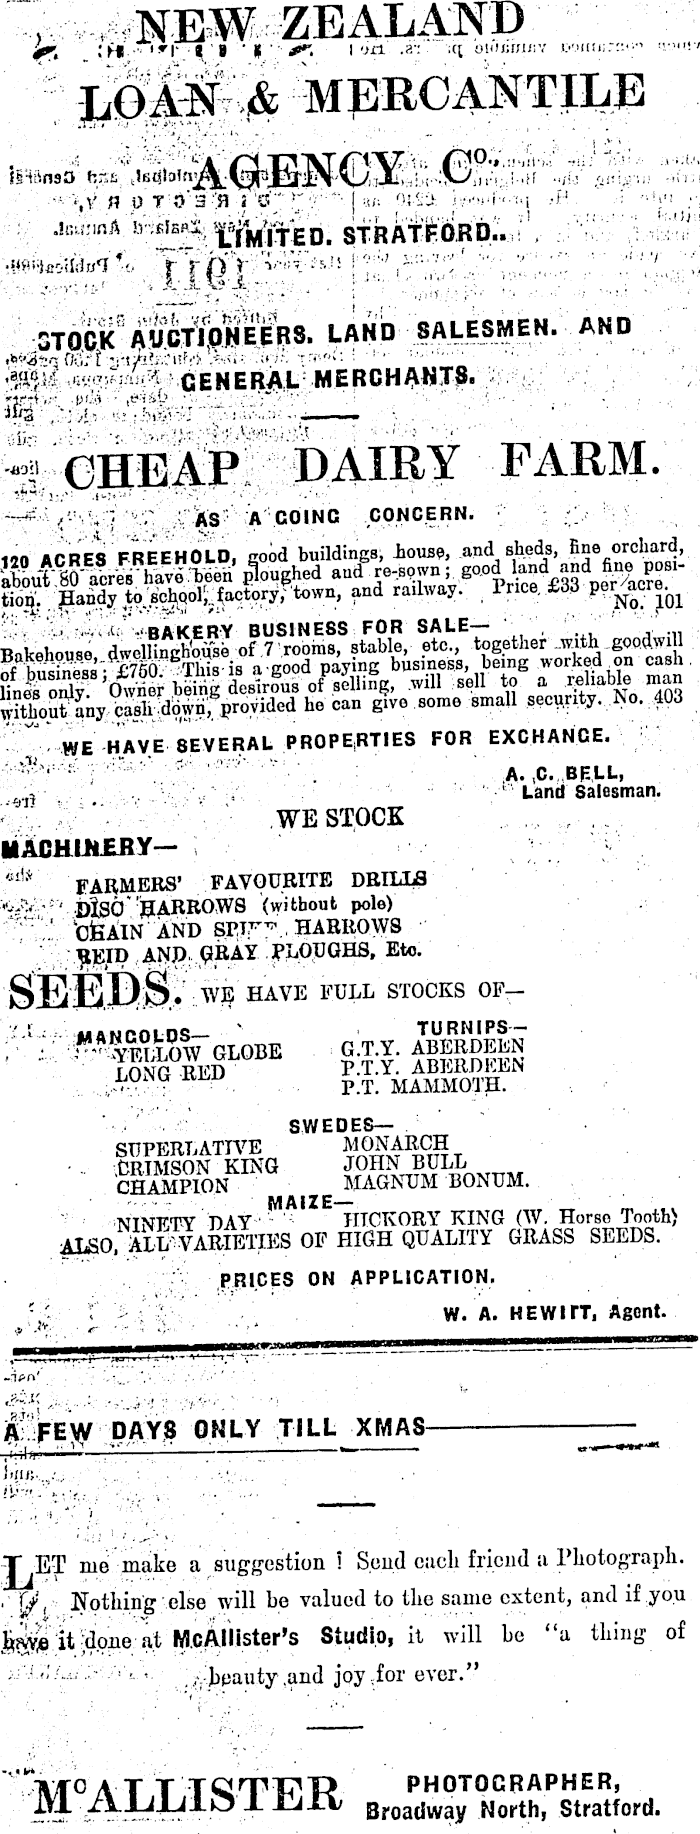 NEW ZEALAND
LOAN & MERCANTILE
AGENCY Co.,
LIMITED. STRATFORD..
STOCK AUCTIONEERS. LAND SALESMEN. AND
GENERAL MERCHANTS.
CHEAP DAIRY FARM.
AS A GOING CONCERN.
120 ACRES FREEHOLD, good buildings, house, and sheds, fine orchard,
about 80 acres have been ploughed and re-sown; good land and fine posi-
tion. Handy to school, factory, town, and railway. Price £33 per acre.
No. 101
BAKERY BUSINESS FOR SALE—
Bakehouse, dwellinghouse of 7 rooms, stable, etc., together with goodwill
of business; £750. This is a good paying business, being worked on cash
lines only. Owner being desirous of selling, will sell to a reliable man
without any cash down, provided he can give some small security. No. 403
WE HAVE SEVERAL PROPERTIES FOR EXCHANGE.
A. C. BELL,
Land Salesman.
WE STOCK
MACHINERY—
FARMERS' FAVOURITE DRILLS
DISC HARROWS (without pole)
CHAIN AND HARROWS
REID AND GRAY PLOUGHS, Etc.
SEEDS. WE HAVE FULL STOCKS OF—
MANGOLDS—
YELLOW GLOBE
LONG RED
TURNIPS—
G.T.Y. ABERDEEN
P.T.Y. ABERDEEN
P.T. MAMMOTH.
SWEDES—
SUPERLATIVE MONARCH
CRIMSON KING JOHN BULL
CHAMPION MAGNUM BONUM.
MAIZE—
NINETY DAY HICKORY KING (W. Horse Tooth)
ALSO, ALL VARIETIES OF HIGH QUALITY GRASS SEEDS.
PRICES ON APPLICATION.
W. A. HEWITT, Agent.
A FEW DAYS ONLY TILL XMAS—
LET me make a suggestion! Send each friend a Photograph.
Nothing else will be valued to the same extent, and if you
have it done at McAllister's Studio, it will be "a thing of
beauty and joy for ever."
McALLISTER PHOTOGRAPHER,
Broadway North, Stratford.